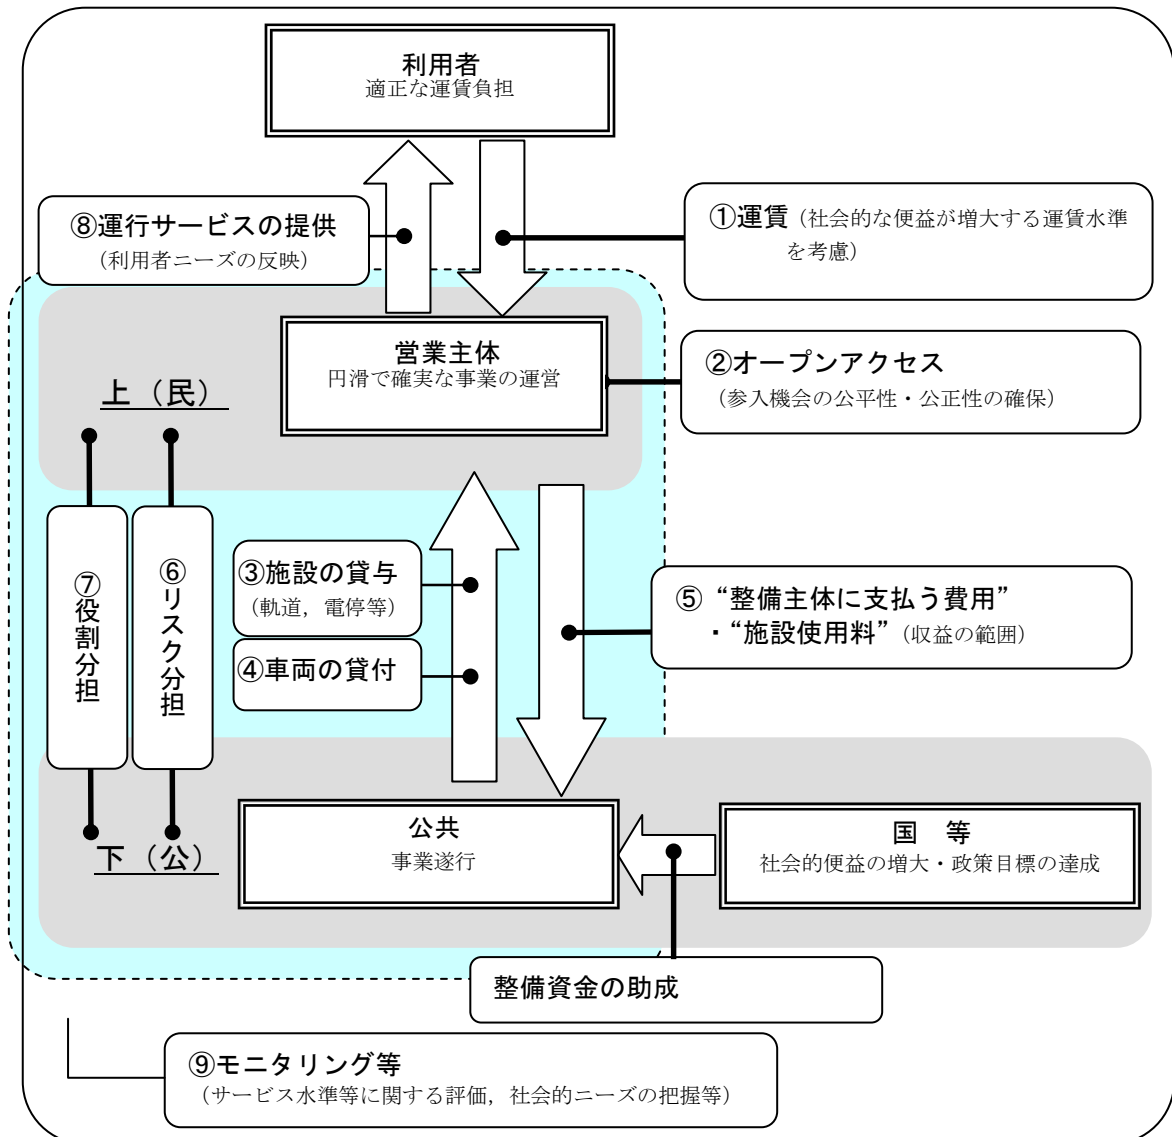 利用者
適正な運賃負担
⑧運行サービスの提供
（利用者ニーズの反映）
①運賃（社会的な便益が増大する運賃水準
を考慮）
営業主体
円滑で確実な事業の運営
②オープンアクセス
（参入機会の公平性・公正性の確保）
上（民）
⑦役割分担
⑥リスク分担
③施設の貸与
（軌道，電停等）
④車両の貸付
⑤“整備主体に支払う費用”
・“施設使用料”（収益の範囲）
公共
事業遂行
国　等
社会的便益の増大・政策目標の達成
下（公）
整備資金の助成
⑨モニタリング等
（サービス水準等に関する評価，社会的ニーズの把握等）